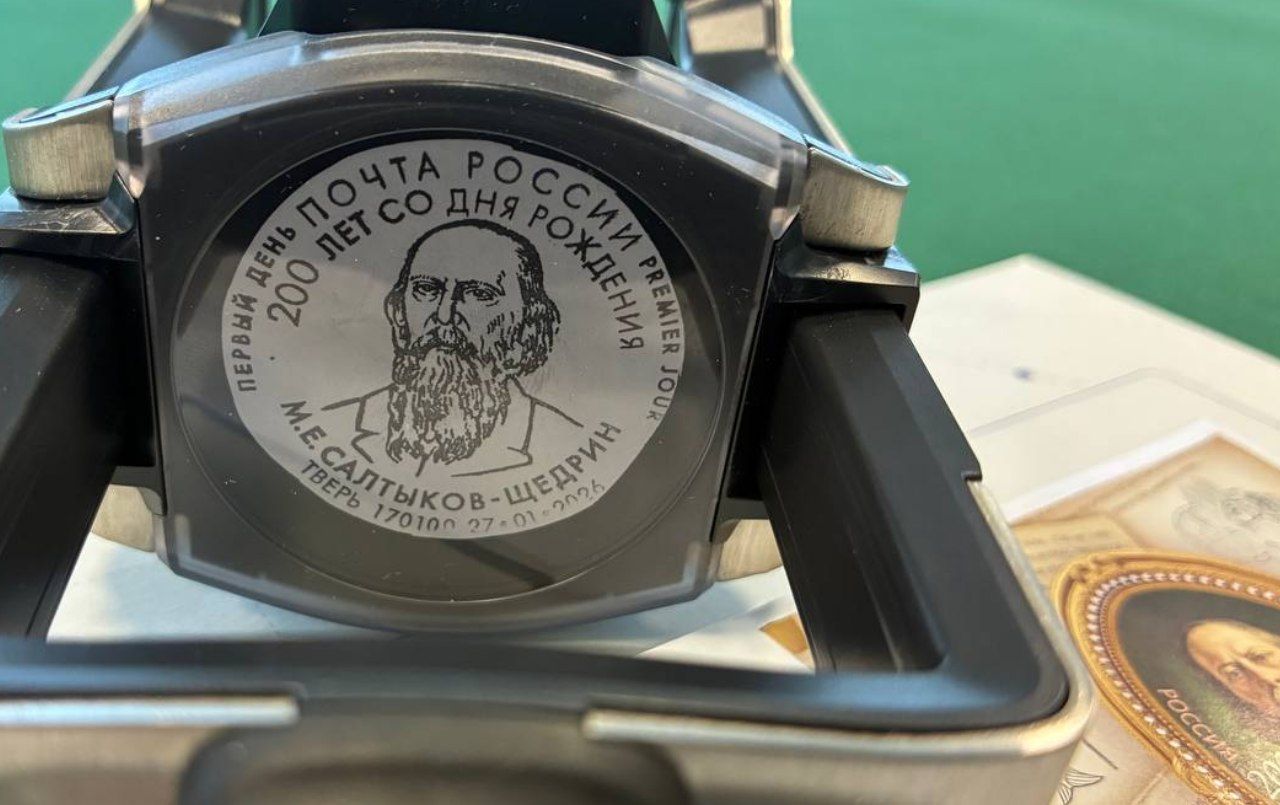 ПЕРВЫЙ ДЕНЬ ПОЧТА РОССИИ PREMIER JOUR
200 ЛЕТ СО ДНЯ РОЖДЕНИЯ
М.Е.САЛТЫКОВ-ЩЕДРИН
ТВЕРЬ 170100 27•01•2026
РОССИЯ